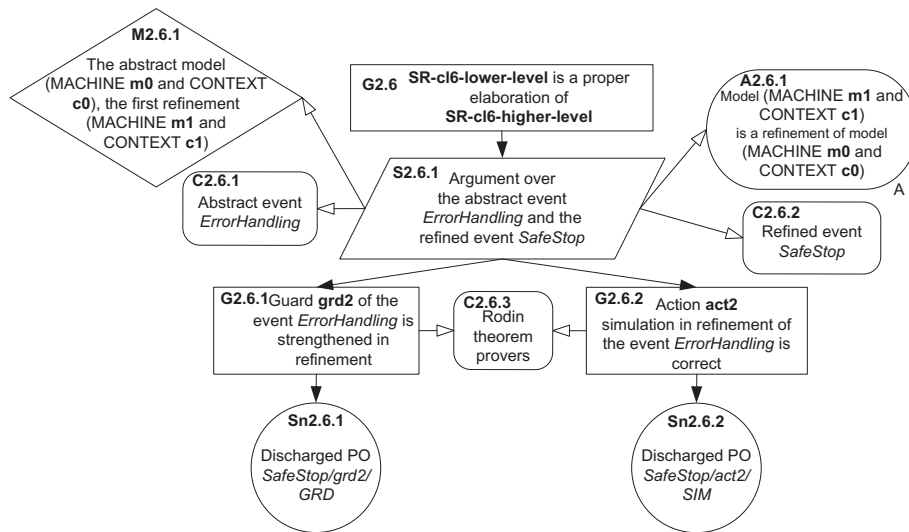 M2.6.1
The abstract model
(MACHINE m0 and CONTEXT
c0), the first refinement
(MACHINE m1 and
CONTEXT c1)
G2.6 SR-cl6-lower-level is a proper
elaboration of
SR-cl6-higher-level
A2.6.1
Model (MACHINE m1 and
CONTEXT c1)
is a refinement of model
(MACHINE m0 and
CONTEXT c0)
A
C2.6.1
Abstract event
ErrorHandling
S2.6.1
Argument over
the abstract event
ErrorHandling and the
refined event SafeStop
C2.6.2
Refined event
SafeStop
G2.6.1 Guard grd2 of the
event ErrorHandling is
strengthened in
refinement
C2.6.3
Rodin
theorem
provers
G2.6.2
Action act2
simulation in refinement of
the event ErrorHandling is
correct
Sn2.6.1
Discharged PO
SafeStop/grd2/
GRD
Sn2.6.2
Discharged PO
SafeStop/act2/
SIM